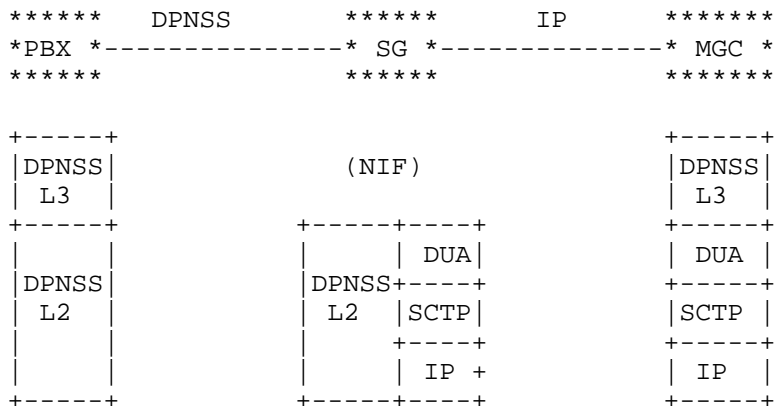 ******    DPNSS        ******       IP        *******
*PBX *---------------* SG *--------------* MGC *
******                 ******                 *******
+-----+                                       +-----+
|DPNSS|               (NIF)                   |DPNSS|
| L3  |                                       | L3  |
+-----+                +-----+----+           +-----+
|     |                |     | DUA|           | DUA |
|DPNSS|                |DPNSS+----+           +-----+
| L2  |                | L2  |SCTP|           |SCTP |
|     |                |     +----+           +-----+
|     |                |     | IP +           | IP  |
+-----+                +-----+----+           +-----+